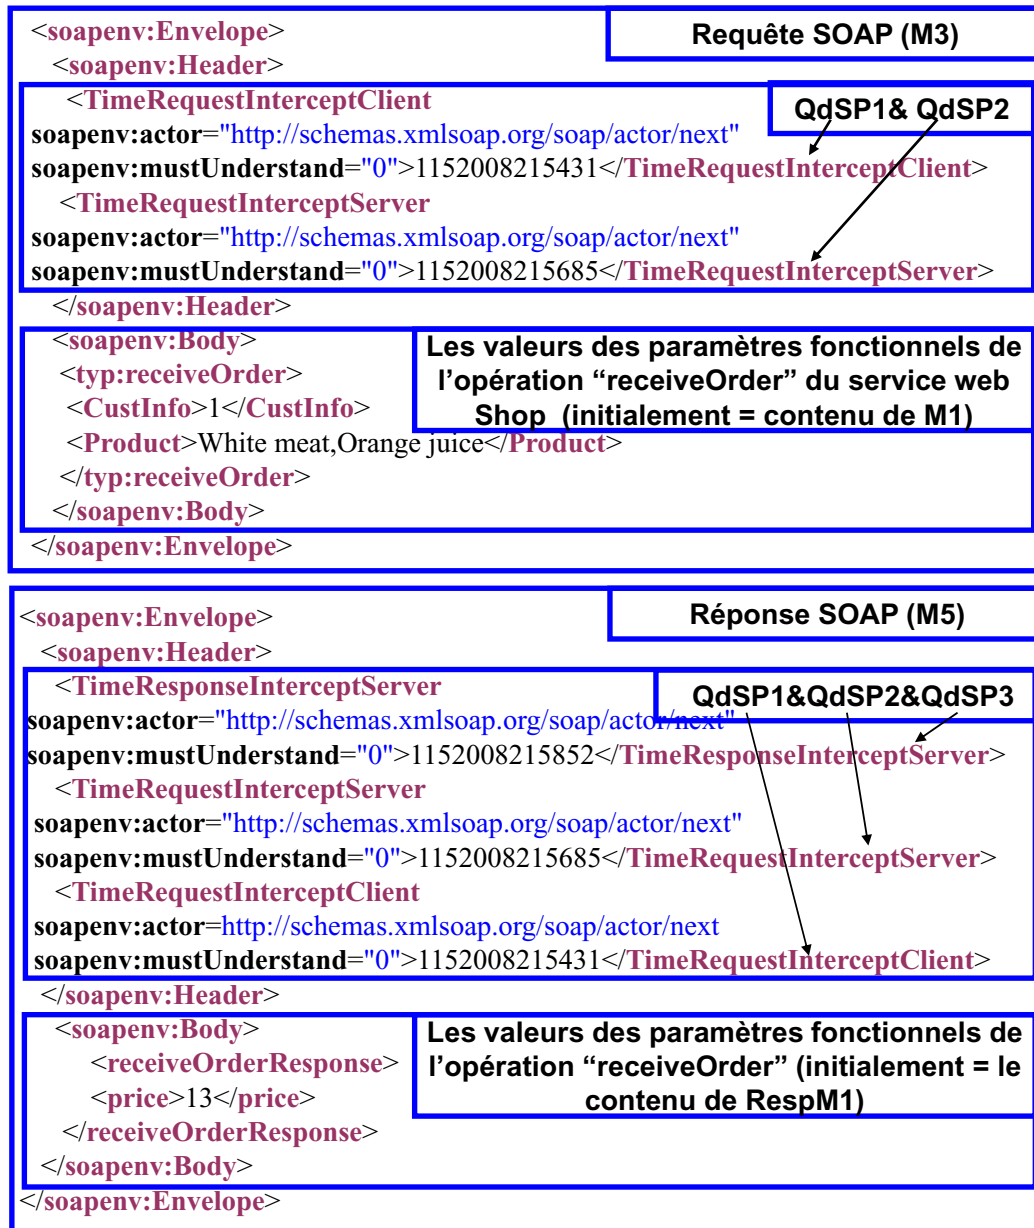 <soapenv:Envelope>
Requête SOAP (M3)
<soapenv:Header>
<TimeRequestInterceptClient
QdSP1& QdSP2
soapenv:actor="http://schemas.xmlsoap.org/soap/actor/next"
soapenv:mustUnderstand="0">1152008215431</TimeRequestInterceptClient>
<TimeRequestInterceptServer
soapenv:actor="http://schemas.xmlsoap.org/soap/actor/next"
soapenv:mustUnderstand="0">1152008215685</TimeRequestInterceptServer>
</soapenv:Header>
<soapenv:Body>
Les valeurs des paramètres fonctionnels de
l’opération “receiveOrder” du service web
Shop (initialement = contenu de M1)
<typ:receiveOrder>
<CustInfo>1</CustInfo>
<Product>White meat,Orange juice</Product>
</typ:receiveOrder>
</soapenv:Body>
</soapenv:Envelope>
<soapenv:Envelope>
Réponse SOAP (M5)
<soapenv:Header>
<TimeResponseInterceptServer
QdSP1&QdSP2&QdSP3
soapenv:actor="http://schemas.xmlsoap.org/soap/actor/next"
soapenv:mustUnderstand="0">1152008215852</TimeResponseInterceptServer>
<TimeRequestInterceptServer
soapenv:actor="http://schemas.xmlsoap.org/soap/actor/next"
soapenv:mustUnderstand="0">1152008215685</TimeRequestInterceptServer>
<TimeRequestInterceptClient
soapenv:actor=http://schemas.xmlsoap.org/soap/actor/next
soapenv:mustUnderstand="0">1152008215431</TimeRequestInterceptClient>
</soapenv:Header>
<soapenv:Body>
Les valeurs des paramètres fonctionnels de
l’opération “receiveOrder” (initialement = le
contenu de RespM1)
<receiveOrderResponse>
<price>13</price>
</receiveOrderResponse>
</soapenv:Body>
</soapenv:Envelope>